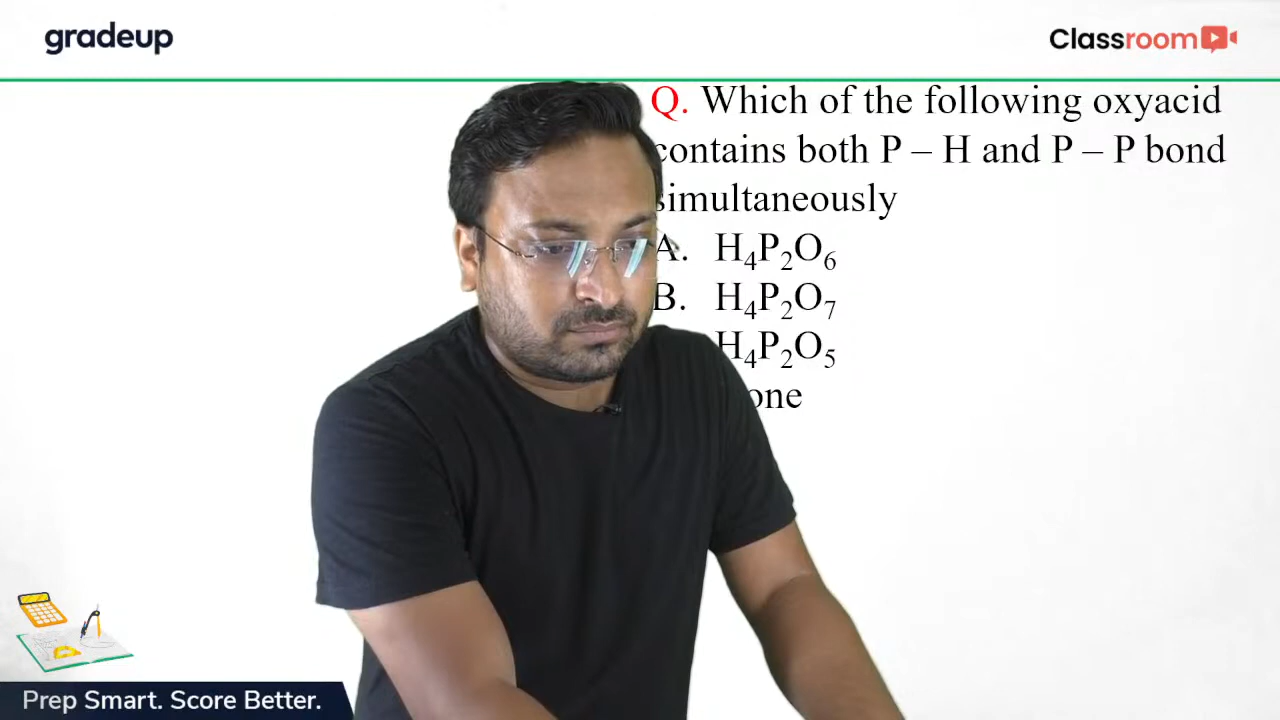 gradeup
Classroom
Q. Which of the following oxyacid
contains both P – H and P – P bond
simultaneously
A. H₄P₂O₆
B. H₄P₂O₇
H₄P₂O₅
one
Prep Smart. Score Better.